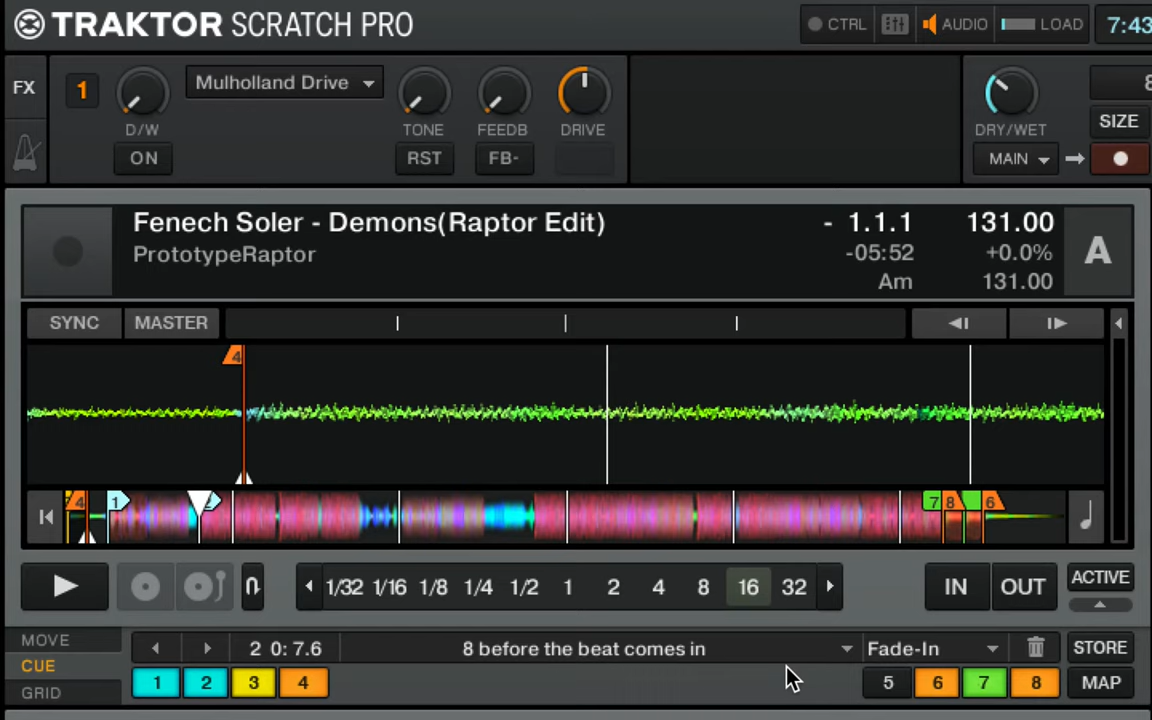 TRAKTOR SCRATCH PRO
CTRL AUDIO LOAD 7:43
FX 1 Mulholland Drive 8
D/W TONE FEEDB DRIVE DRY/WET SIZE
ON RST FB- MAIN
Fenech Soler - Demons(Raptor Edit) - 1.1.1 131.00
PrototypeRaptor -05:52 +0.0% A
Am 131.00
SYNC MASTER
4
4 1 7 8 6
1/32 1/16 1/8 1/4 1/2 1 2 4 8 16 32 IN OUT ACTIVE
MOVE
CUE
GRID
2 0: 7.6 8 before the beat comes in Fade-In STORE
1 2 3 4 5 6 7 8 MAP